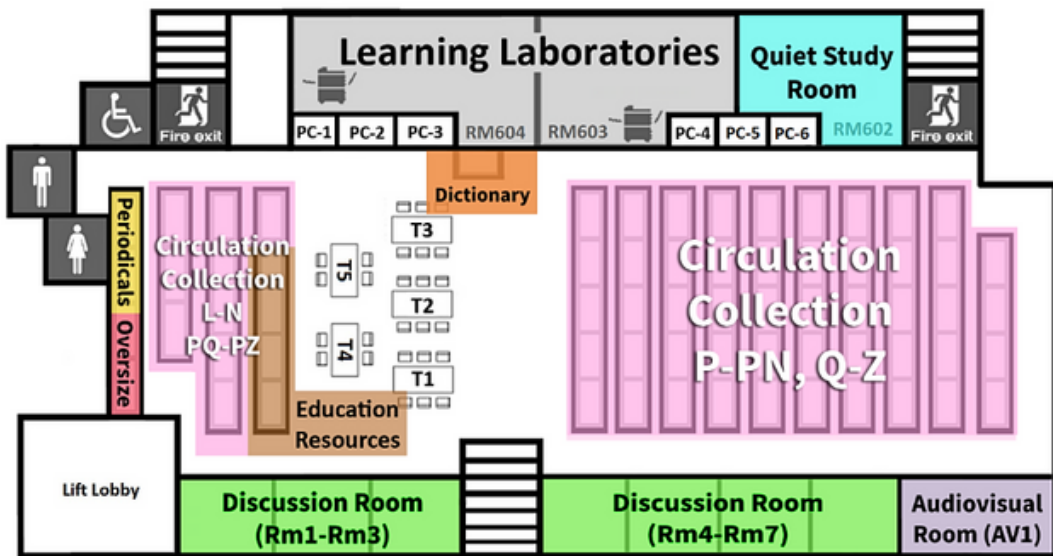 Learning Laboratories
Quiet Study
Room
Fire exit
PC-1
PC-2
PC-3
RM604
RM603
PC-4
PC-5
PC-6
RM602
Fire exit
Dictionary
Periodicals
Oversize
Circulation
Collection
L-N
PQ-PZ
T3
T5
T2
T4
T1
Circulation
Collection
P-PN, Q-Z
Education
Resources
Lift Lobby
Discussion Room
(Rm1-Rm3)
Discussion Room
(Rm4-Rm7)
Audiovisual
Room (AV1)